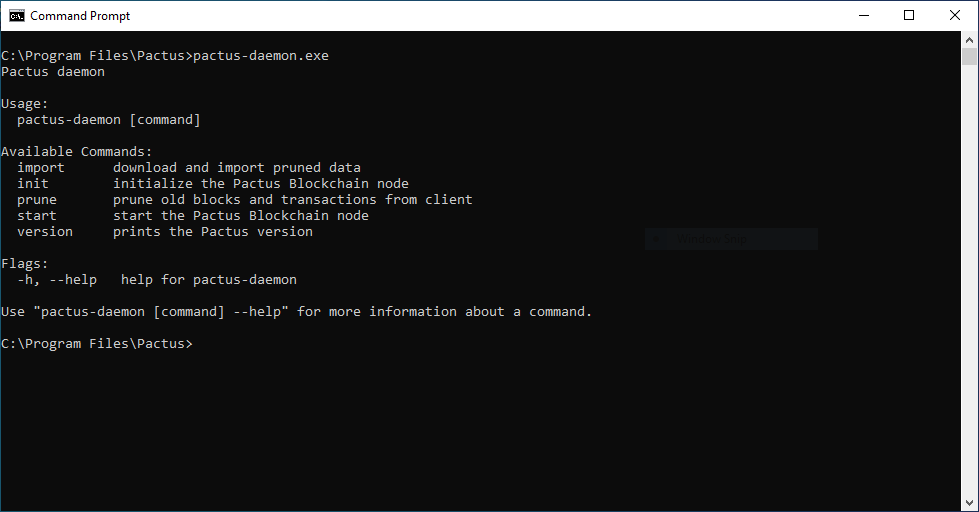 Command Prompt
C:\Program Files\Pactus>pactus-daemon.exe
Pactus daemon
Usage:
  pactus-daemon [command]
Available Commands:
  import      download and import pruned data
  init        initialize the Pactus Blockchain node
  prune       prune old blocks and transactions from client
  start       start the Pactus Blockchain node
  version     prints the Pactus version
Flags:
  -h, --help   help for pactus-daemon
Use "pactus-daemon [command] --help" for more information about a command.
C:\Program Files\Pactus>